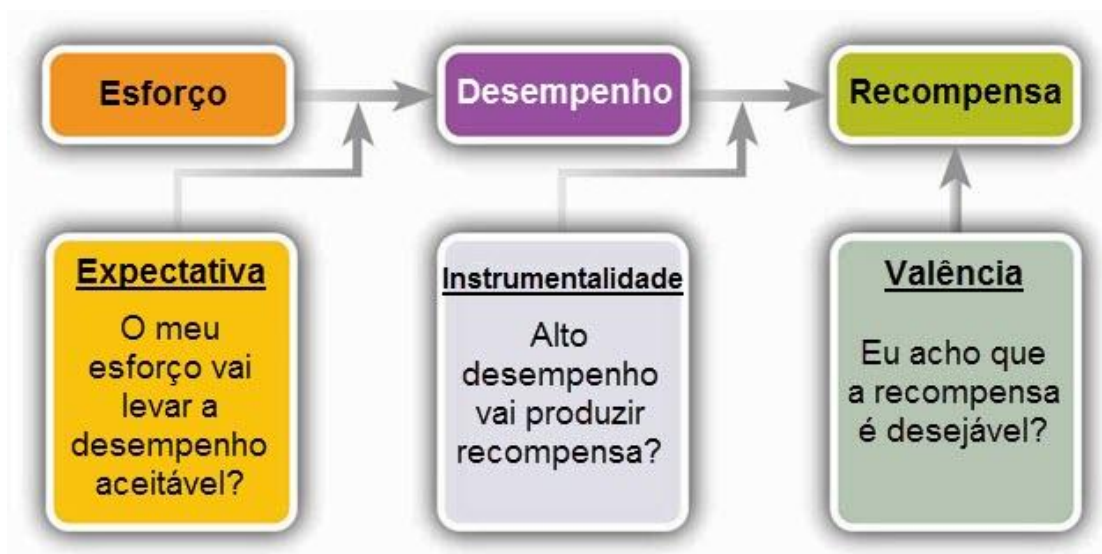 Esforço
Desempenho
Recompensa
Expectativa
O meu
esforço vai
levar a
desempenho
aceitável?
Instrumentalidade
Alto
desempenho
vai produzir
recompensa?
Valência
Eu acho que
a recompensa
é desejável?